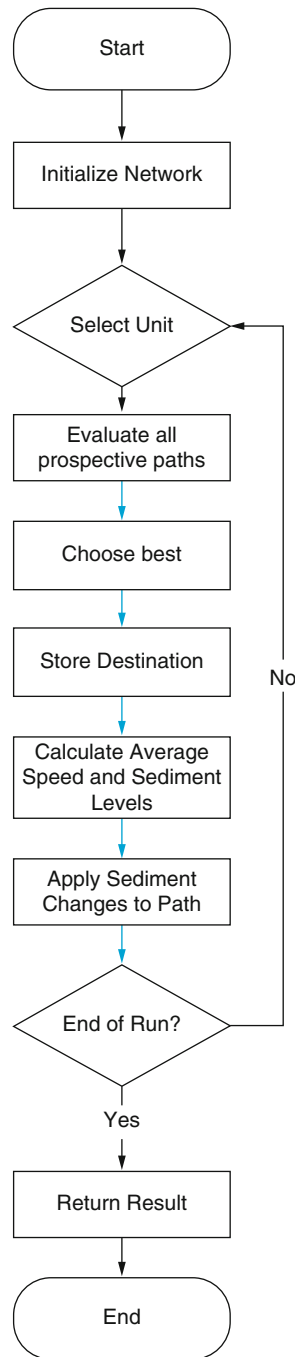 Start
Initialize Network
Select Unit
Evaluate all
prospective paths
Choose best
Store Destination
No
Calculate Average
Speed and Sediment
Levels
Apply Sediment
Changes to Path
End of Run?
Yes
Return Result
End